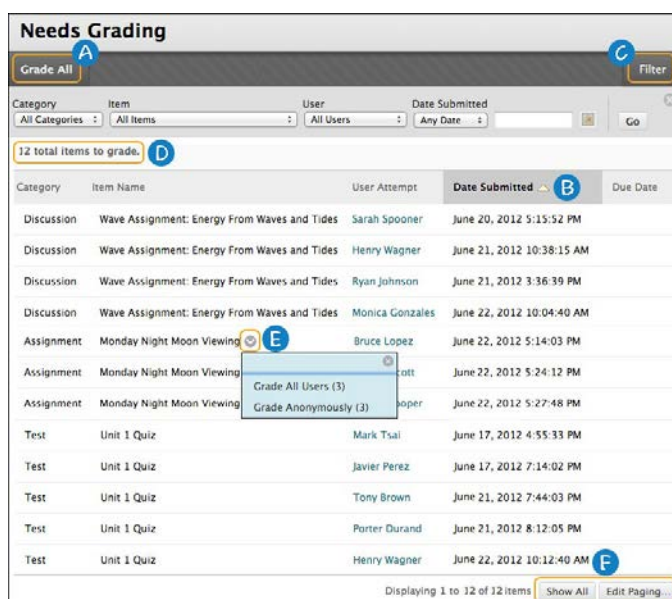 Needs Grading
A
C
Grade All
Filter
Category Item User Date Submitted
All Categories All Items All Users Any Date Go
12 total items to grade. D
Category Item Name User Attempt Date Submitted B Due Date
Discussion Wave Assignment: Energy From Waves and Tides Sarah Spooner June 20, 2012 5:15:52 PM
Discussion Wave Assignment: Energy From Waves and Tides Henry Wagner June 21, 2012 10:38:15 AM
Discussion Wave Assignment: Energy From Waves and Tides Ryan Johnson June 21, 2012 3:36:39 PM
Discussion Wave Assignment: Energy From Waves and Tides Monica Gonzales June 22, 2012 10:04:40 AM
Assignment Monday Night Moon Viewing E Bruce Lopez June 22, 2012 5:14:03 PM
Assignment Monday Night Moon Viewing cott June 22, 2012 5:24:12 PM
Grade All Users (3)
Assignment Monday Night Moon Viewing ooper June 22, 2012 5:27:48 PM
Grade Anonymously (3)
Test Unit 1 Quiz Mark Tsai June 17, 2012 4:55:33 PM
Test Unit 1 Quiz Javier Perez June 17, 2012 7:14:02 PM
Test Unit 1 Quiz Tony Brown June 21, 2012 7:44:03 PM
Test Unit 1 Quiz Porter Durand June 21, 2012 8:12:05 PM
Test Unit 1 Quiz Henry Wagner June 22, 2012 10:12:40 AM F
Displaying 1 to 12 of 12 items Show All Edit Paging...